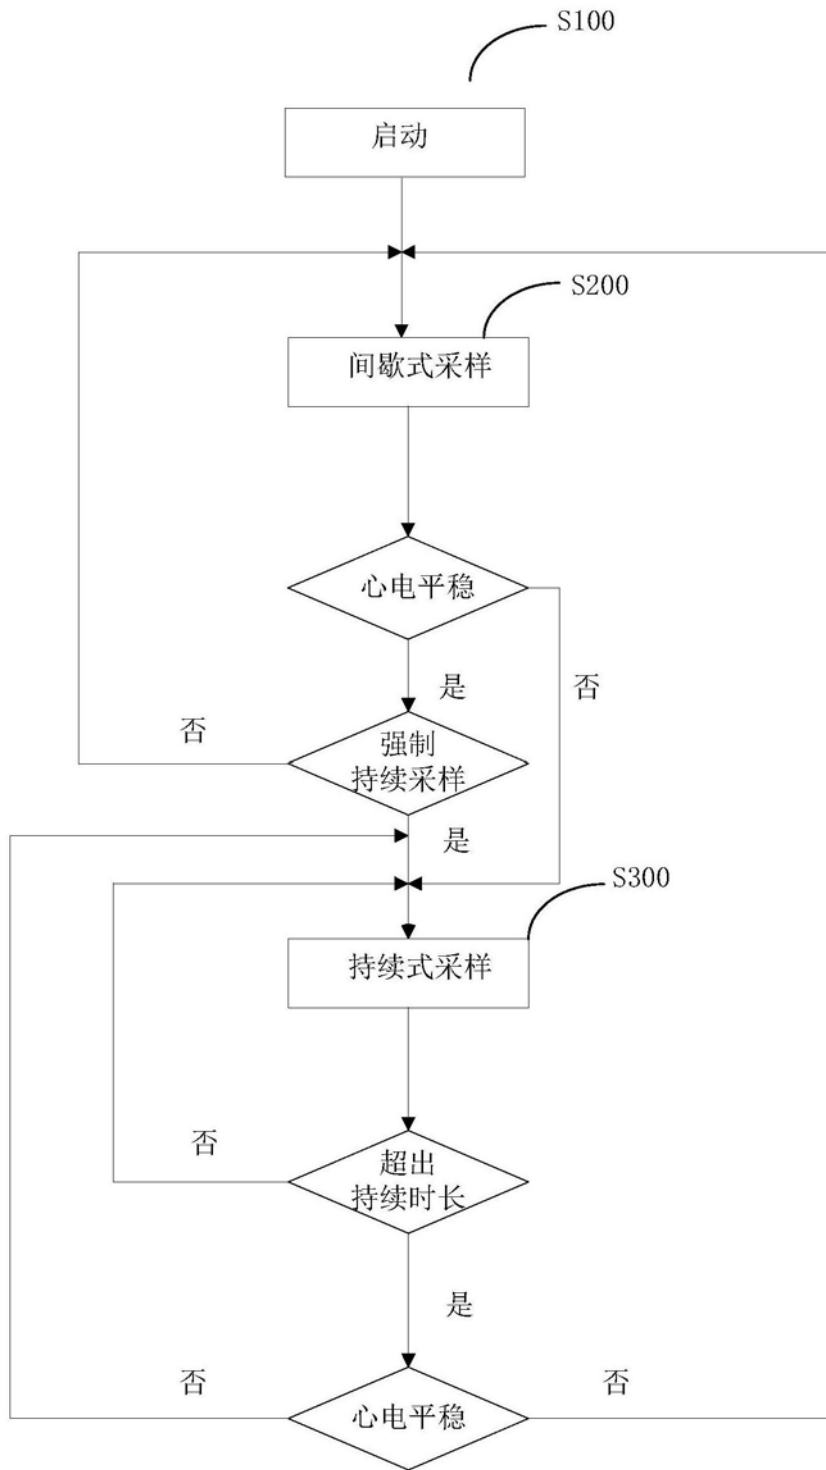 S100
启动
S200
间歇式采样
心电平稳
是
否
否
强制
持续采样
是
S300
持续式采样
否
超出
持续时长
是
否
否
心电平稳